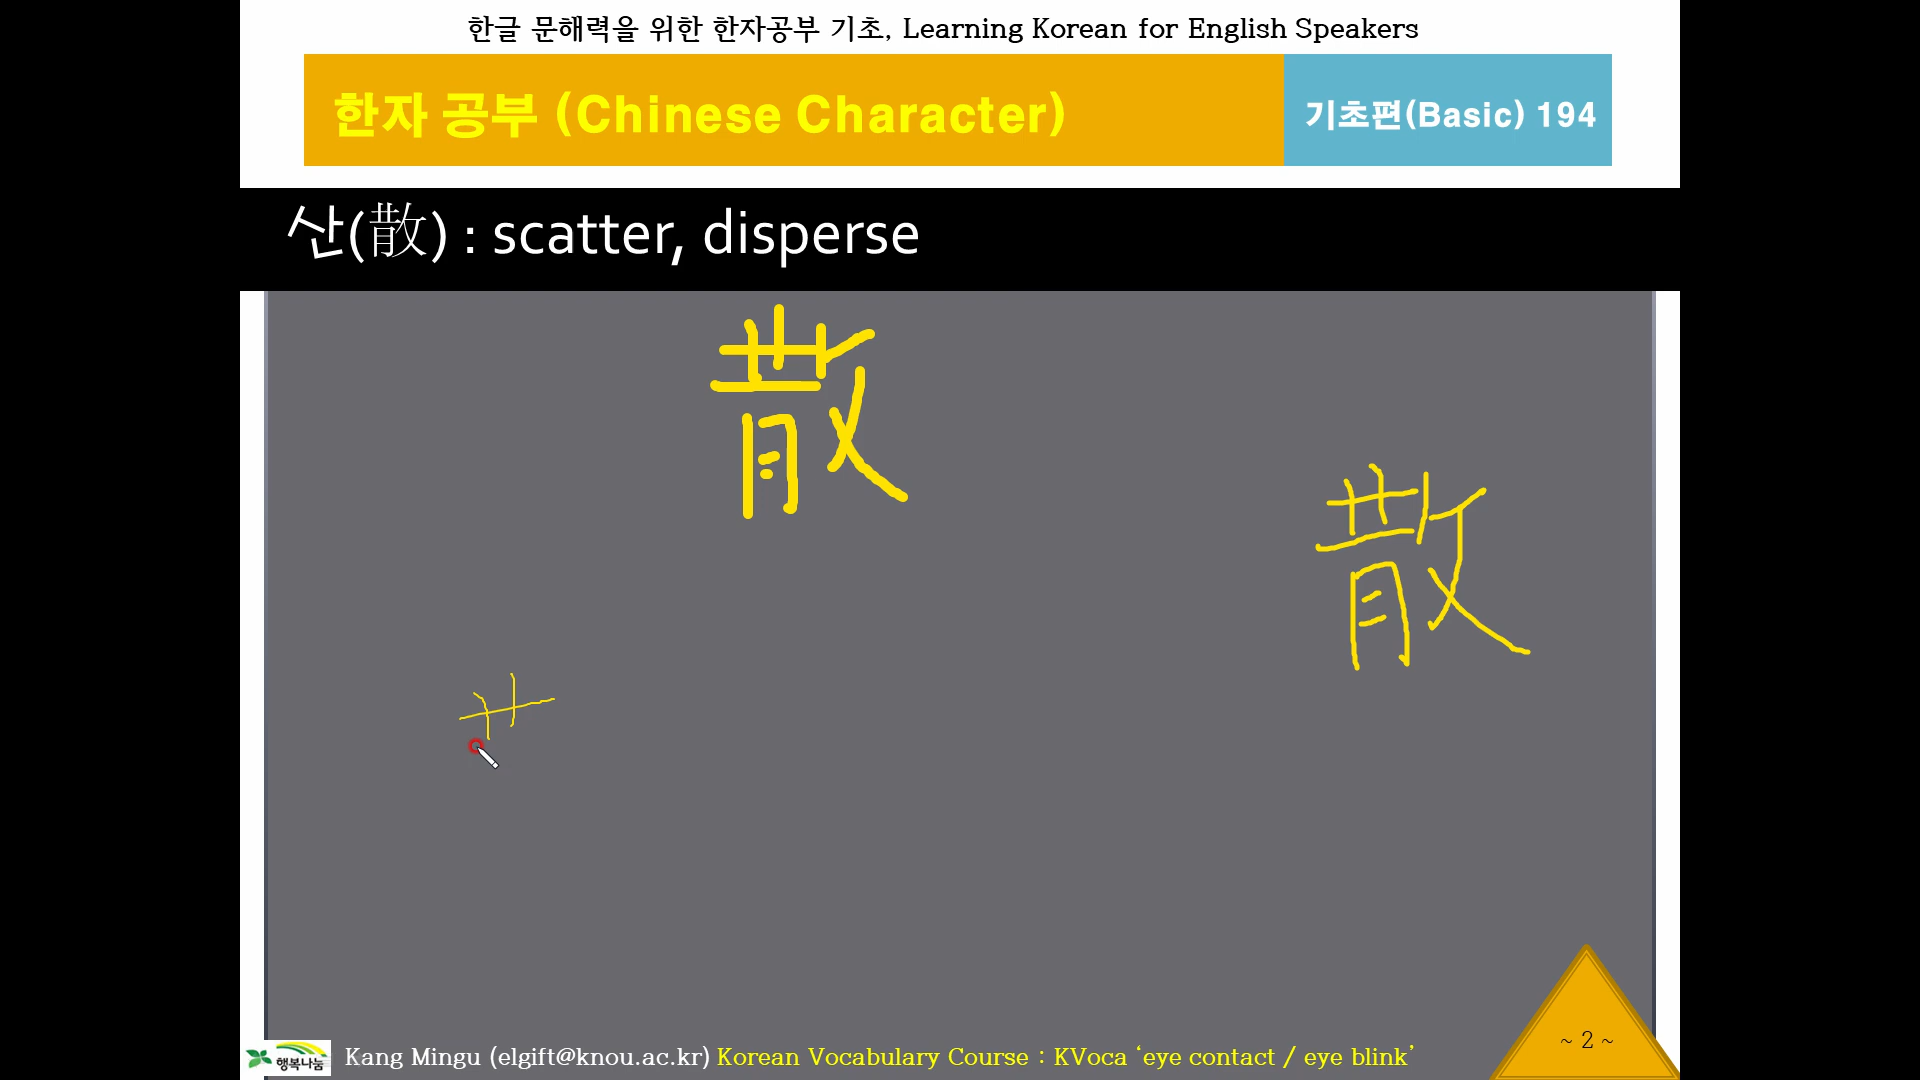 한글 문해력을 위한 한자공부 기초, Learning Korean for English Speakers
한자 공부 (Chinese Character)
기초편(Basic) 194
산(散) : scatter, disperse
散
散
~ 2 ~
행복나눔
Kang Mingu (elgift@knou.ac.kr) Korean Vocabulary Course : KVoca ‘eye contact / eye blink’